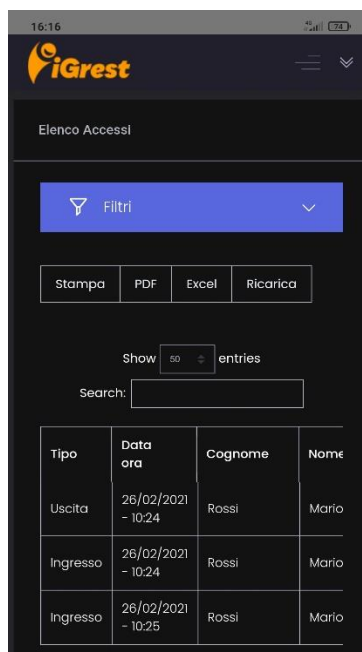 16:16
4G 74
iGrest
Elenco Accessi
Filtri
Stampa PDF Excel Ricarica
Show 50 entries
Search:
Tipo Data ora Cognome Nome
Uscita 26/02/2021 - 10:24 Rossi Mario
Ingresso 26/02/2021 - 10:24 Rossi Mario
Ingresso 26/02/2021 - 10:25 Rossi Mario